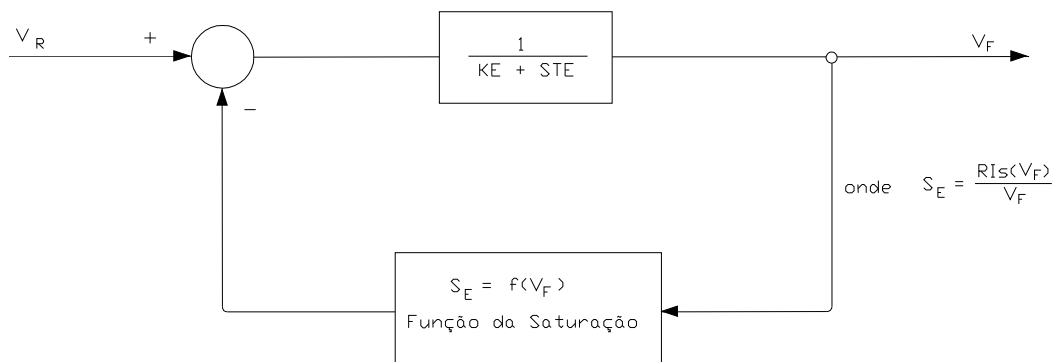 V_R
+
1
KE + STE
V_F
−
onde S_E = RIs(V_F)
V_F
S_E = f(V_F)
Função da Saturação